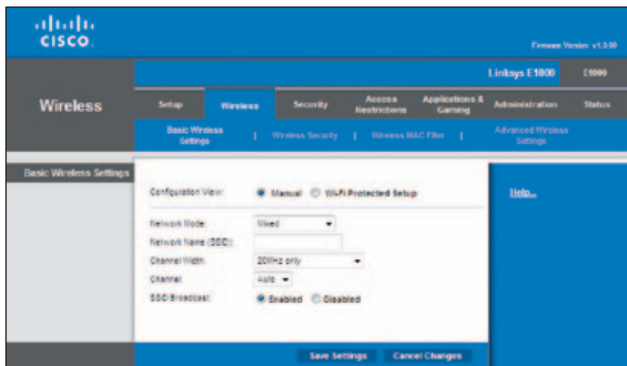 CISCO
Firmware Version: v1.3.00
Linksys E1000 E1000
Wireless
Setup Wireless Security Access Restrictions Applications & Gaming Administration Status
Basic Wireless Settings | Wireless Security | Wireless MAC Filter | Advanced Wireless Settings
Basic Wireless Settings
Configuration View: Manual Wi-Fi Protected Setup
Help...
Network Mode: Mixed
Network Name (SSID):
Channel Width: 20MHz only
Channel: Auto
SSID Broadcast: Enabled Disabled
Save Settings Cancel Changes